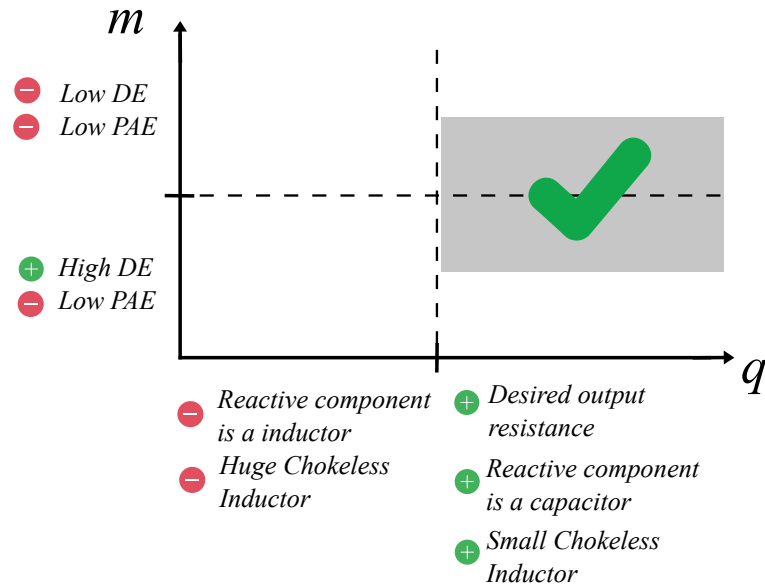 m
Low DE
Low PAE
High DE
Low PAE
q
Reactive component
is a inductor
Huge Chokeless
Inductor
Desired output
resistance
Reactive component
is a capacitor
Small Chokeless
Inductor